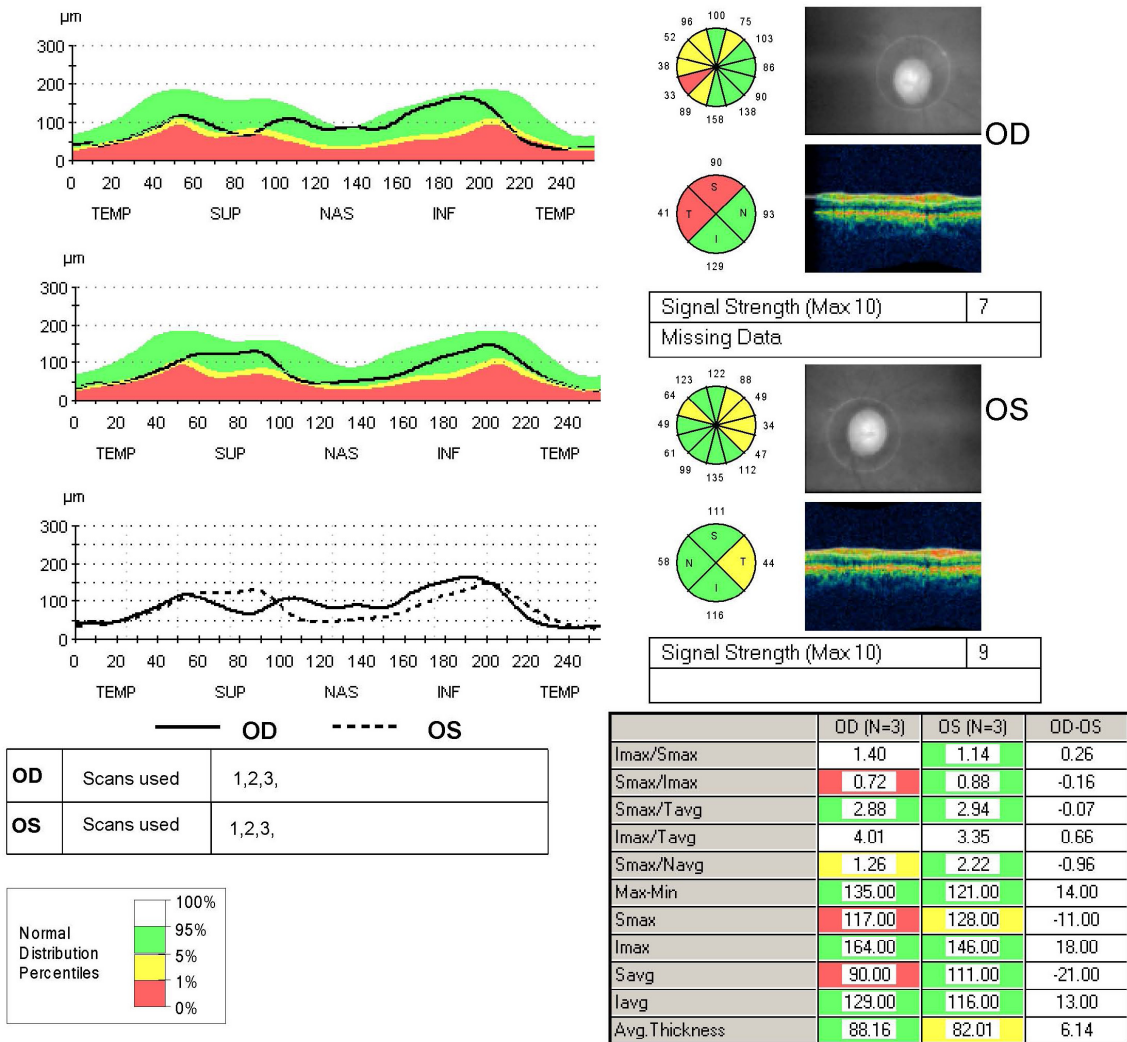 µm
300
200
100
0
0 20 40 60 80 100 120 140 160 180 200 220 240
TEMP SUP NAS INF TEMP
96 100 75
52 103
38 86
33 90
89 158 138
OD
90
S
41 T N 93
I
129
Signal Strength (Max 10) 7
Missing Data
µm
300
200
100
0
0 20 40 60 80 100 120 140 160 180 200 220 240
TEMP SUP NAS INF TEMP
123 122 88
64 49
49 34
61 47
99 135 112
OS
111
S
58 N T 44
I
116
Signal Strength (Max 10) 9
µm
300
200
100
0
0 20 40 60 80 100 120 140 160 180 200 220 240
TEMP SUP NAS INF TEMP
OD OS
OD Scans used 1,2,3,
OS Scans used 1,2,3,
Normal
Distribution
Percentiles
100%
95%
5%
1%
0%
OD (N=3) OS (N=3) OD-OS
Imax/Smax 1.40 1.14 0.26
Smax/Imax 0.72 0.88 -0.16
Smax/Tavg 2.88 2.94 -0.07
Imax/Tavg 4.01 3.35 0.66
Smax/Navg 1.26 2.22 -0.96
Max-Min 135.00 121.00 14.00
Smax 117.00 128.00 -11.00
Imax 164.00 146.00 18.00
Savg 90.00 111.00 -21.00
Iavg 129.00 116.00 13.00
Avg.Thickness 88.16 82.01 6.14